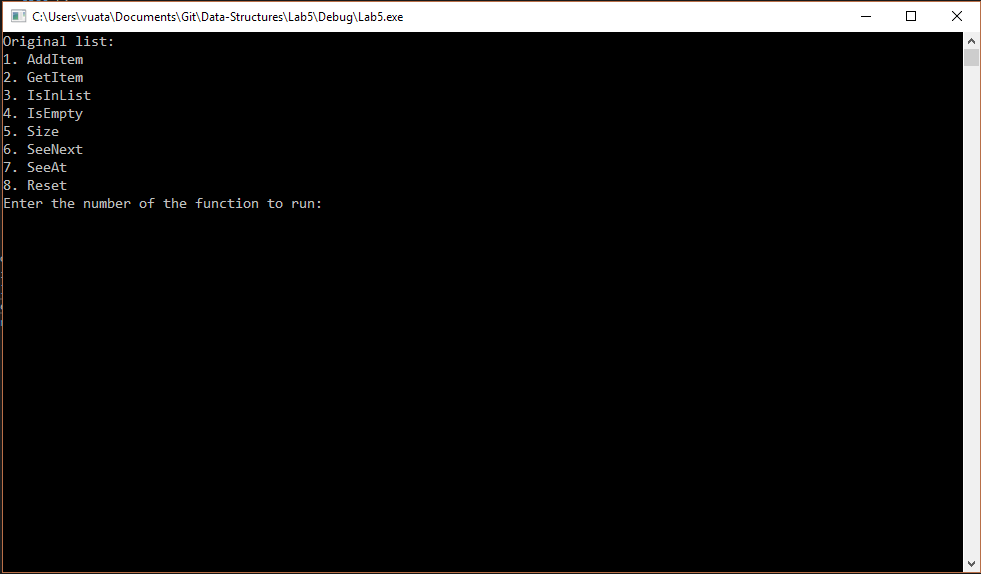 C:\Users\vuata\Documents\Git\Data-Structures\Lab5\Debug\Lab5.exe
Original list:
1. AddItem
2. GetItem
3. IsInList
4. IsEmpty
5. Size
6. SeeNext
7. SeeAt
8. Reset
Enter the number of the function to run: